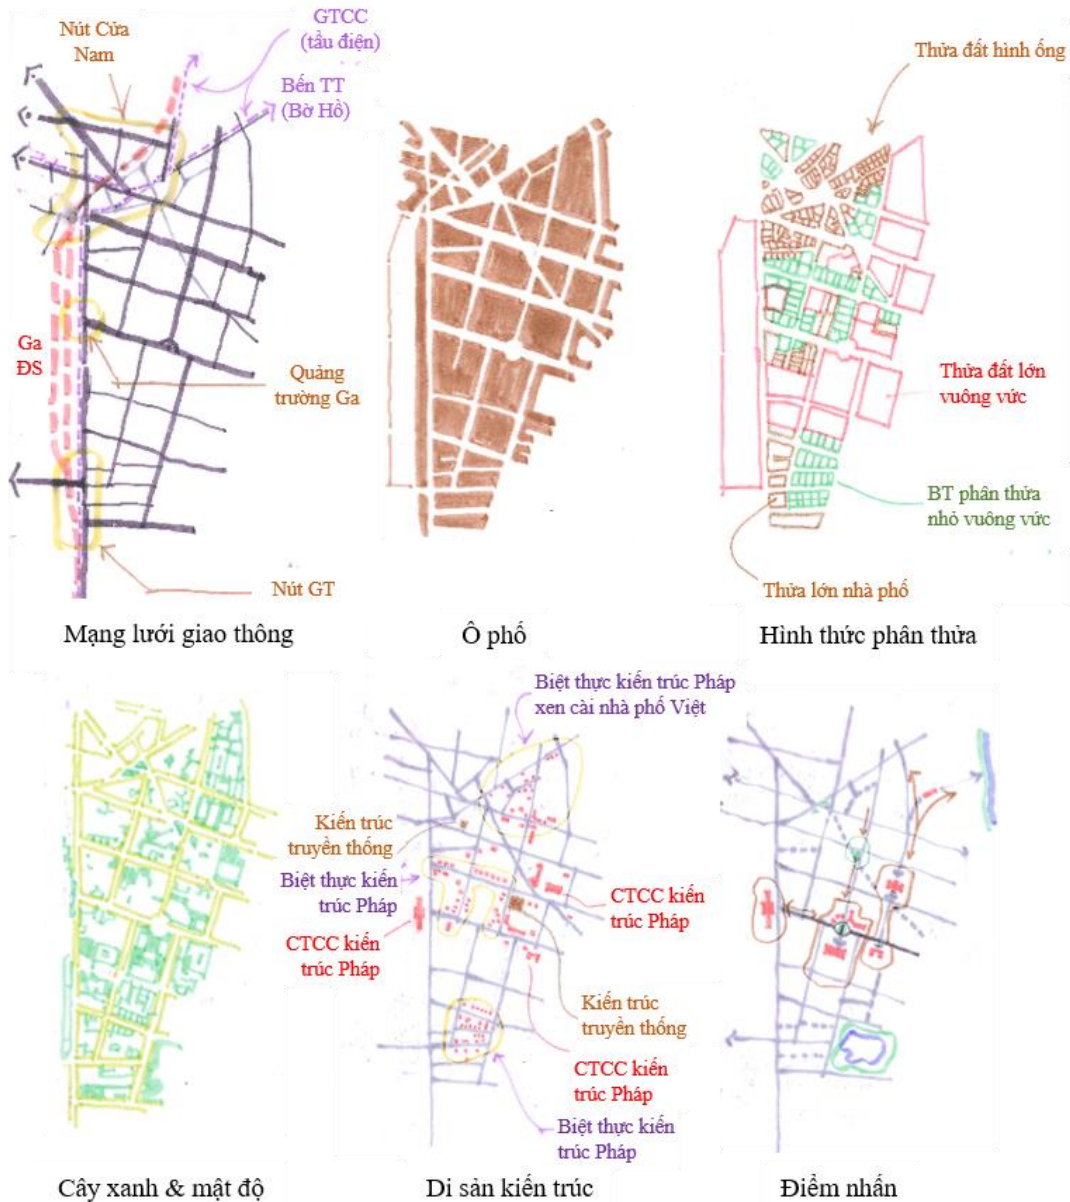 Nút Cửa
Nam
GTCC
(tầu điện)
Bến TT
(Bờ Hồ)
Ga
ĐS
Quảng
trường Ga
Nút GT
Mạng lưới giao thông
Ô phố
Thửa đất hình ống
Thửa đất lớn
vuông vức
BT phân thửa
nhỏ vuông vức
Thửa lớn nhà phố
Hình thức phân thửa
Cây xanh & mật độ
Biệt thực kiến trúc Pháp
xen cài nhà phố Việt
Kiến trúc
truyền thống
Biệt thực kiến
trúc Pháp
CTCC kiến
trúc Pháp
CTCC kiến
trúc Pháp
Kiến trúc
truyền thống
CTCC kiến
trúc Pháp
Biệt thực kiến
trúc Pháp
Di sản kiến trúc
Điểm nhấn